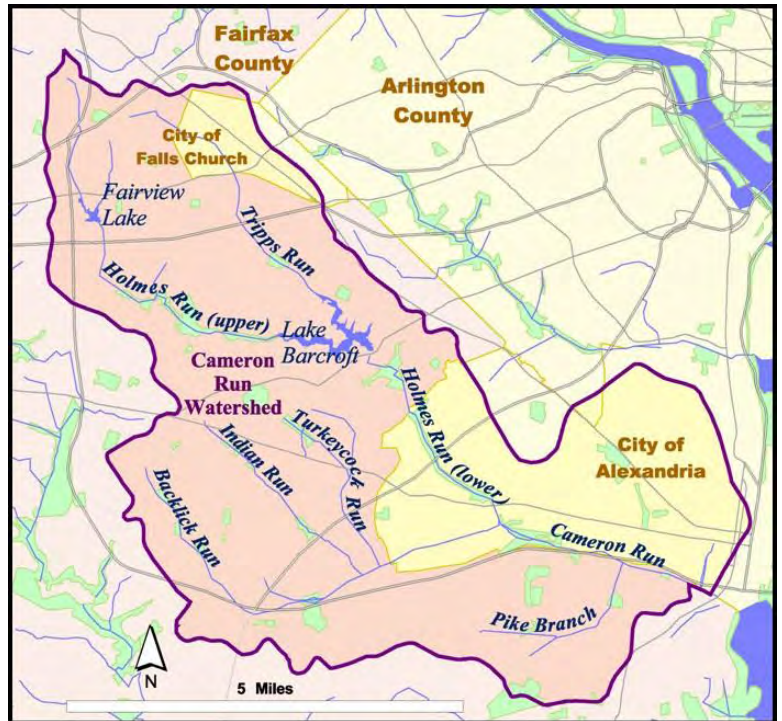 Fairfax
County
Arlington
County
City of
Falls Church
Fairview
Lake
Tripps Run
Holmes Run (upper)
Lake
Barcroft
Cameron
Run
Watershed
Holmes Run (lower)
Turkeycock Run
Indian Run
Backlick Run
City of
Alexandria
Cameron Run
Pike Branch
N
5 Miles